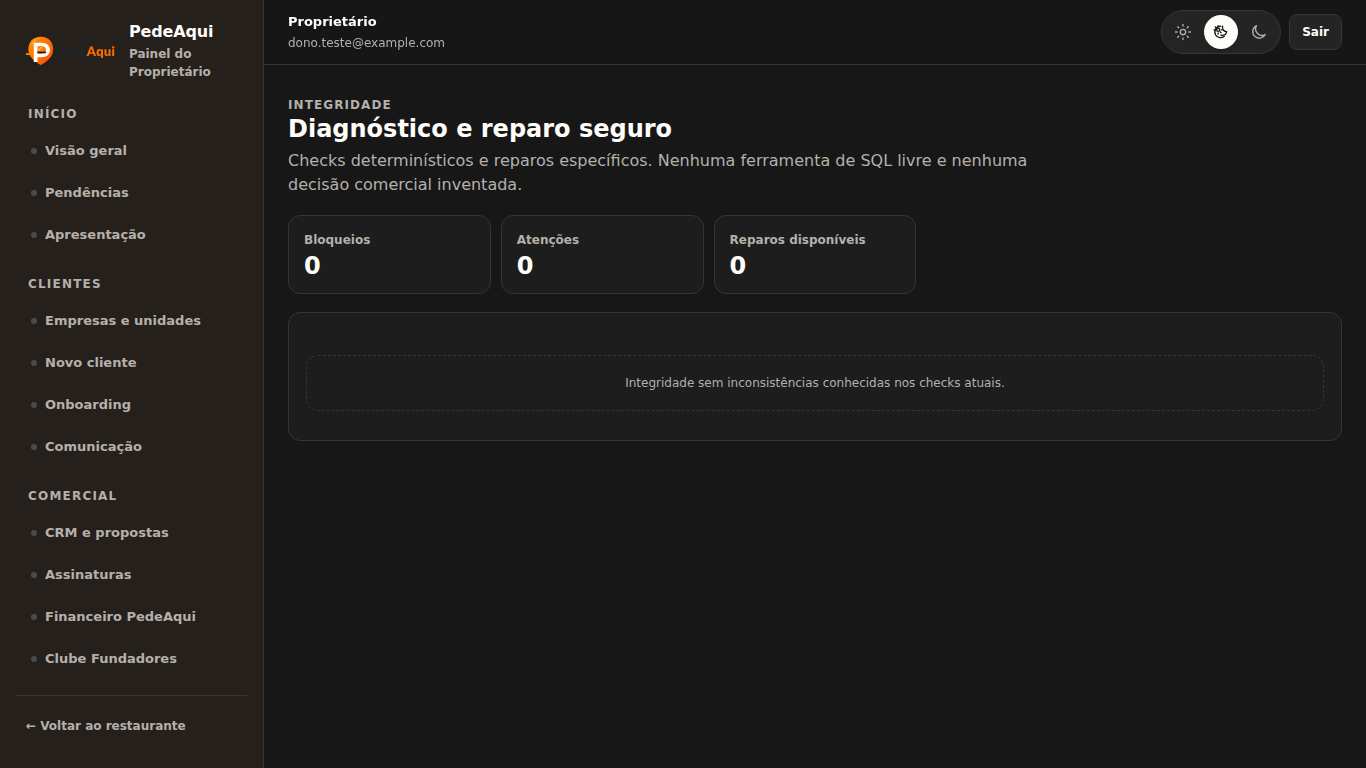 P
Aqui
PedeAqui
Painel do
Proprietário
INÍCIO
Visão geral
Pendências
Apresentação
CLIENTES
Empresas e unidades
Novo cliente
Onboarding
Comunicação
COMERCIAL
CRM e propostas
Assinaturas
Financeiro PedeAqui
Clube Fundadores
← Voltar ao restaurante
Proprietário
dono.teste@example.com
Sair
INTEGRIDADE
Diagnóstico e reparo seguro
Checks determinísticos e reparos específicos. Nenhuma ferramenta de SQL livre e nenhuma
decisão comercial inventada.
Bloqueios
0
Atenções
0
Reparos disponíveis
0
Integridade sem inconsistências conhecidas nos checks atuais.